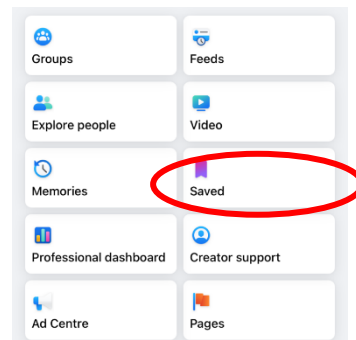 Groups
Feeds
Explore people
Video
Memories
Saved
Professional dashboard
Creator support
Ad Centre
Pages